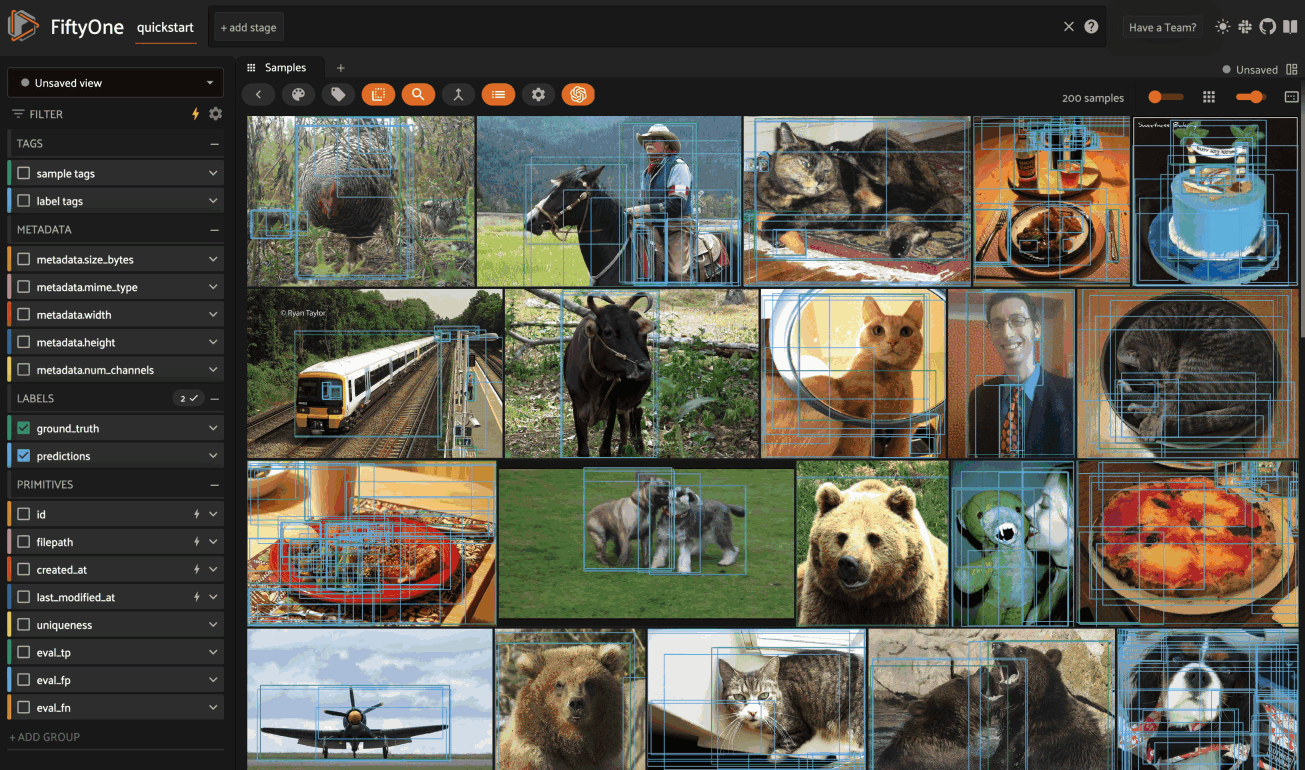 FiftyOne
quickstart
+ add stage
Have a Team?
Unsaved view
Samples
+
Unsaved
FILTER
200 samples
TAGS
sample tags
label tags
METADATA
metadata.size_bytes
metadata.mime_type
metadata.width
metadata.height
metadata.num_channels
LABELS
2
ground_truth
predictions
PRIMITIVES
id
filepath
created_at
last_modified_at
uniqueness
eval_tp
eval_fp
eval_fn
+ ADD GROUP
© Ryan Taylor